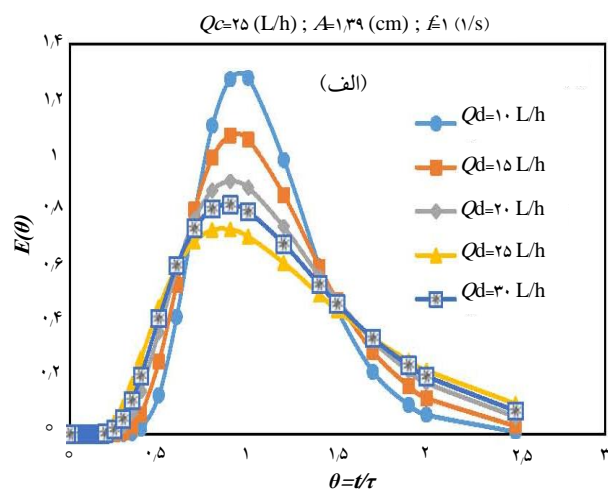 Qc=۲۵ (L/h) ; A=۱٫۳۹ (cm) ; f=۱ (۱/s)
(الف)
E(θ)
۱٫۴
۱٫۲
۱
۰٫۸
۰٫۶
۰٫۴
۰٫۲
۰
Qd=۱۰ L/h
Qd=۱۵ L/h
Qd=۲۰ L/h
Qd=۲۵ L/h
Qd=۳۰ L/h
۰ ۰٫۵ ۱ ۱٫۵ ۲ ۲٫۵ ۳
θ=t/τ